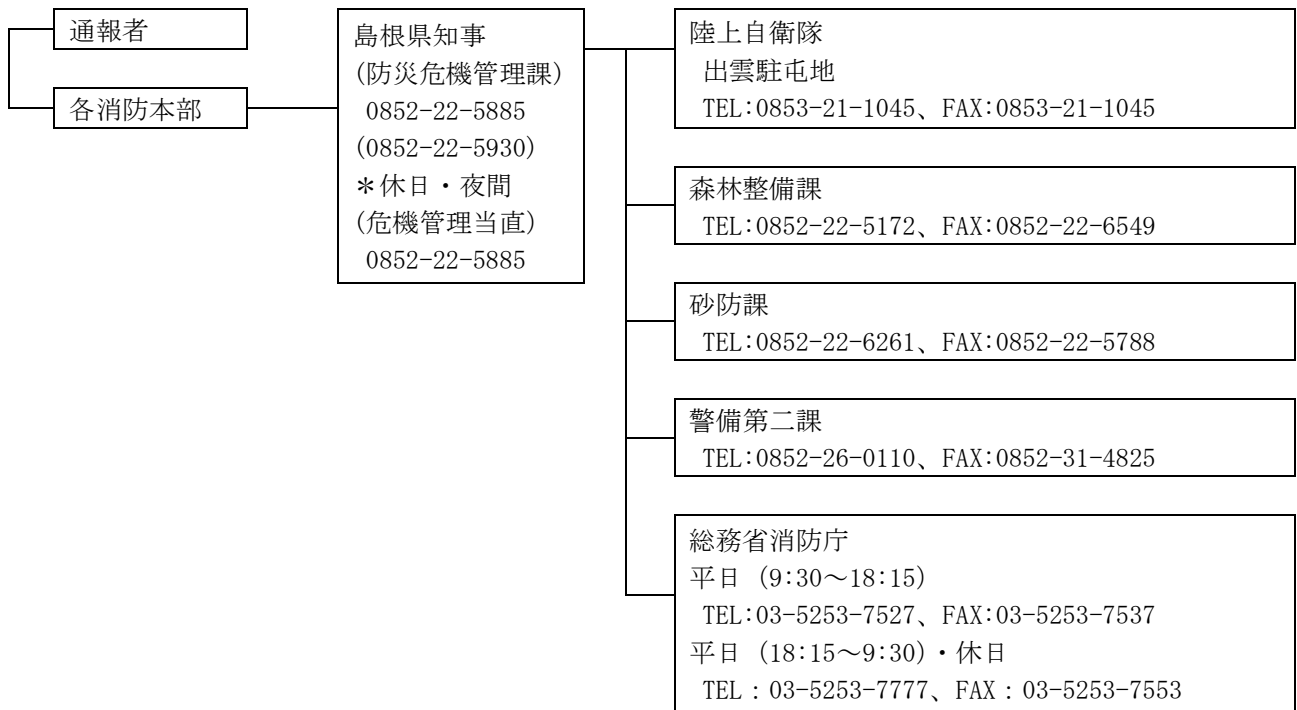 通報者
各消防本部
島根県知事
(防災危機管理課)
0852-22-5885
(0852-22-5930)
＊休日・夜間
(危機管理当直)
0852-22-5885
陸上自衛隊
出雲駐屯地
TEL:0853-21-1045、FAX:0853-21-1045
森林整備課
TEL:0852-22-5172、FAX:0852-22-6549
砂防課
TEL:0852-22-6261、FAX:0852-22-5788
警備第二課
TEL:0852-26-0110、FAX:0852-31-4825
総務省消防庁
平日 (9:30～18:15)
TEL:03-5253-7527、FAX:03-5253-7537
平日 (18:15～9:30)・休日
TEL：03-5253-7777、FAX：03-5253-7553